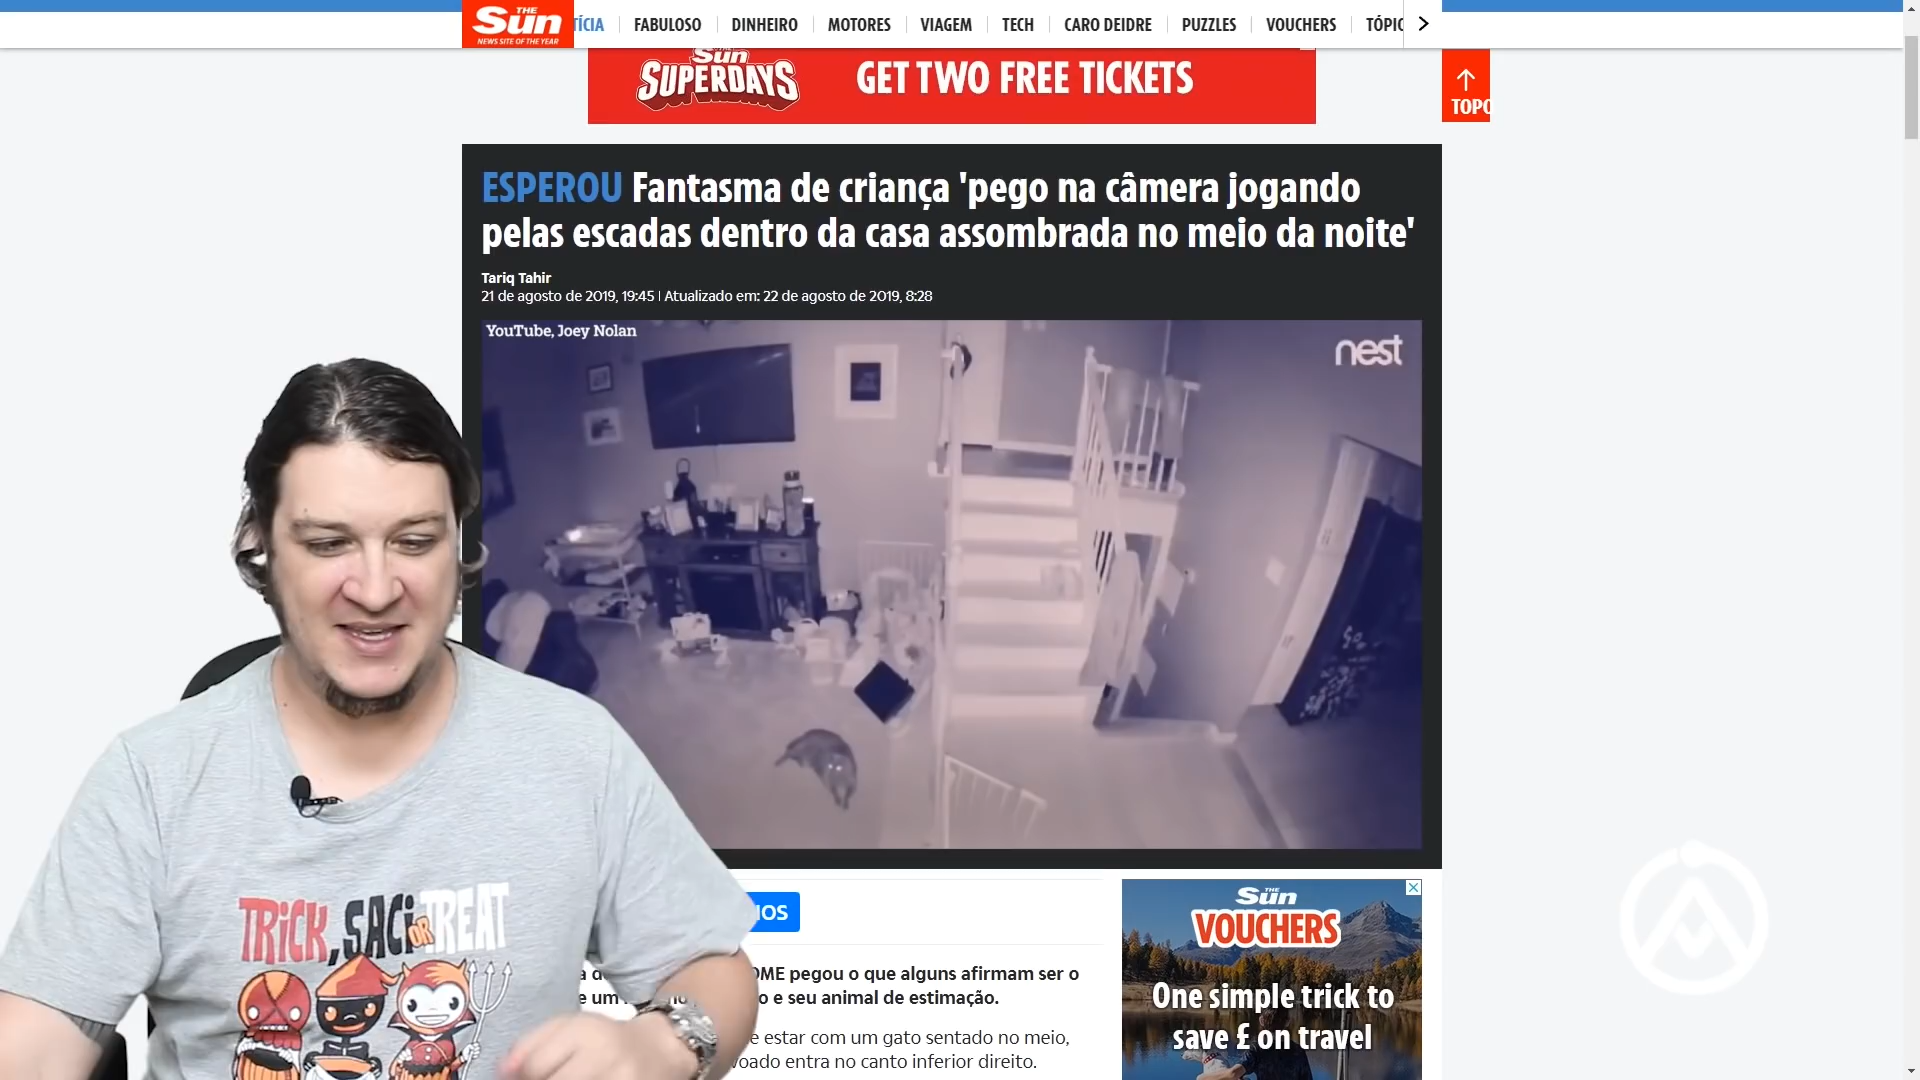 THE
Sun
NEWS SITE OF THE YEAR
TÍCIA
FABULOSO
DINHEIRO
MOTORES
VIAGEM
TECH
CARO DEIDRE
PUZZLES
VOUCHERS
TÓPIC
Sun
SUPERDAYS
GET TWO FREE TICKETS
TOPO
ESPEROU Fantasma de criança 'pego na câmera jogando
pelas escadas dentro da casa assombrada no meio da noite'
Tariq Tahir
21 de agosto de 2019, 19:45 | Atualizado em: 22 de agosto de 2019, 8:28
YouTube, Joey Nolan
nest
IOS
OME pegou o que alguns afirmam ser o
e um
o e seu animal de estimação.
e estar com um gato sentado no meio,
voado entra no canto inferior direito.
THE
Sun
VOUCHERS
One simple trick to
save £ on travel
TRICK, SACI OR TREAT